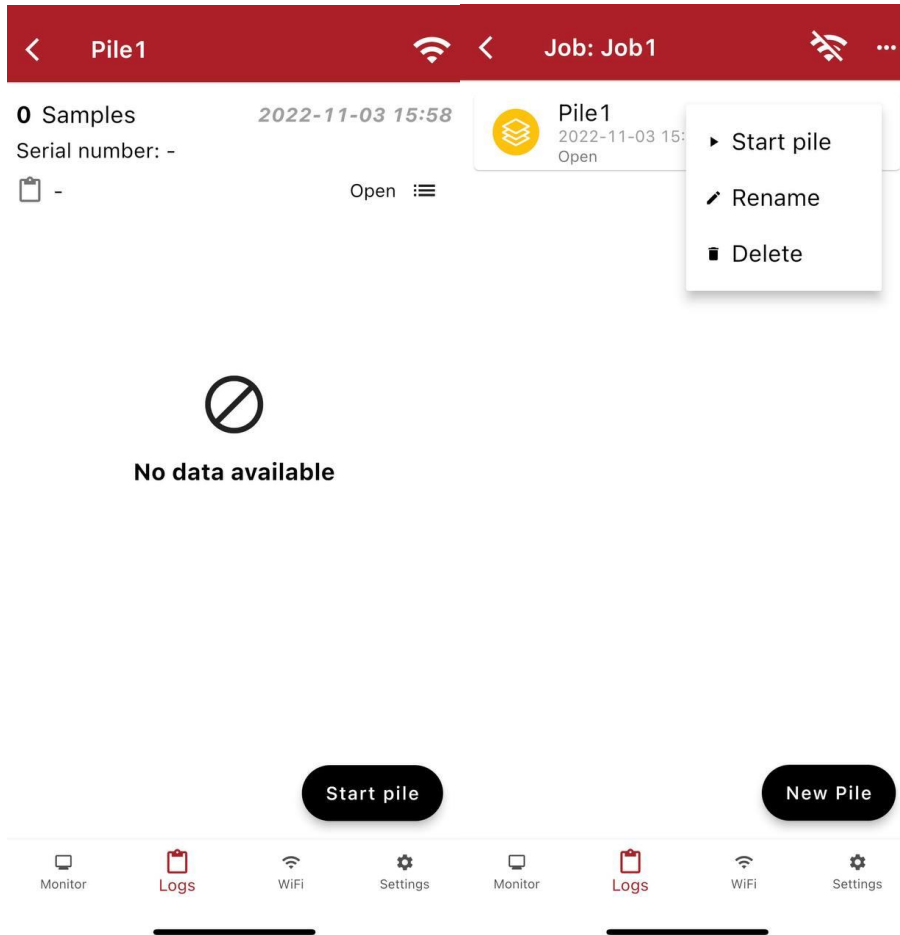 Pile1
0 Samples
2022-11-03 15:58
Serial number: -
-
Open
No data available
Start pile
Monitor
Logs
WiFi
Settings
Job: Job1
Pile1
2022-11-03 15:
Open
Start pile
Rename
Delete
New Pile
Monitor
Logs
WiFi
Settings